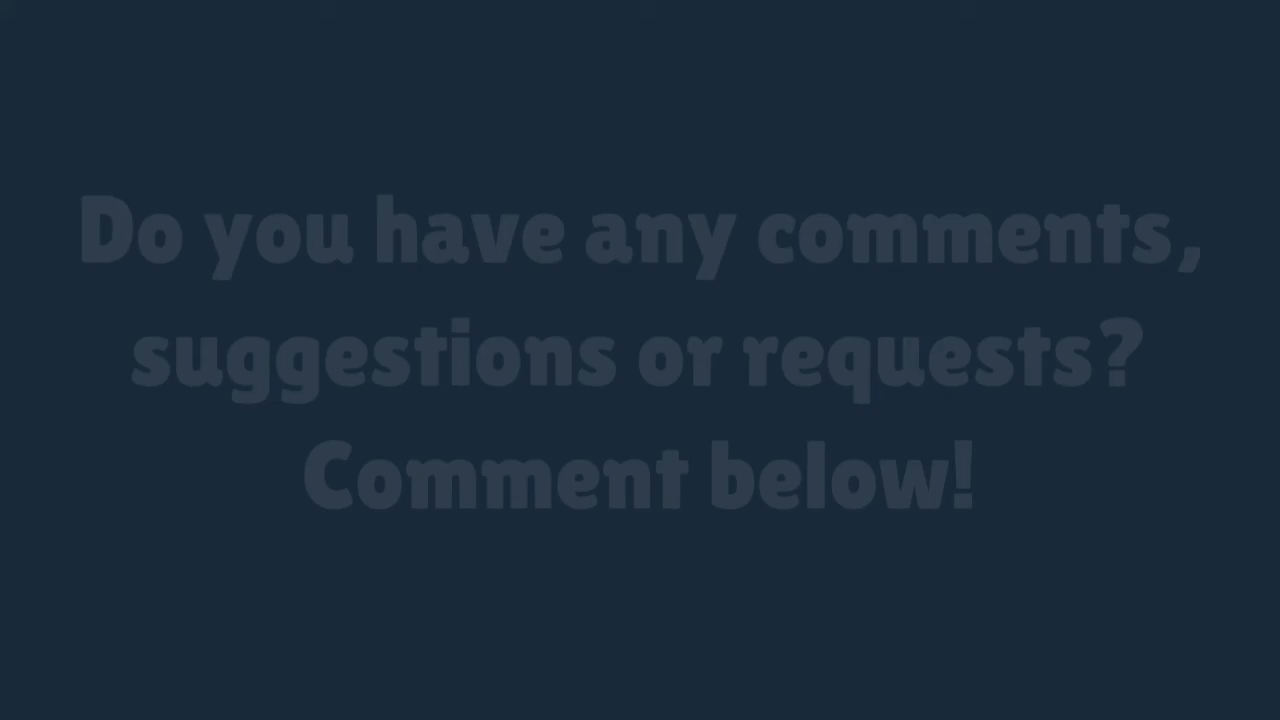 Do you have any comments,
suggestions or requests?
Comment below!